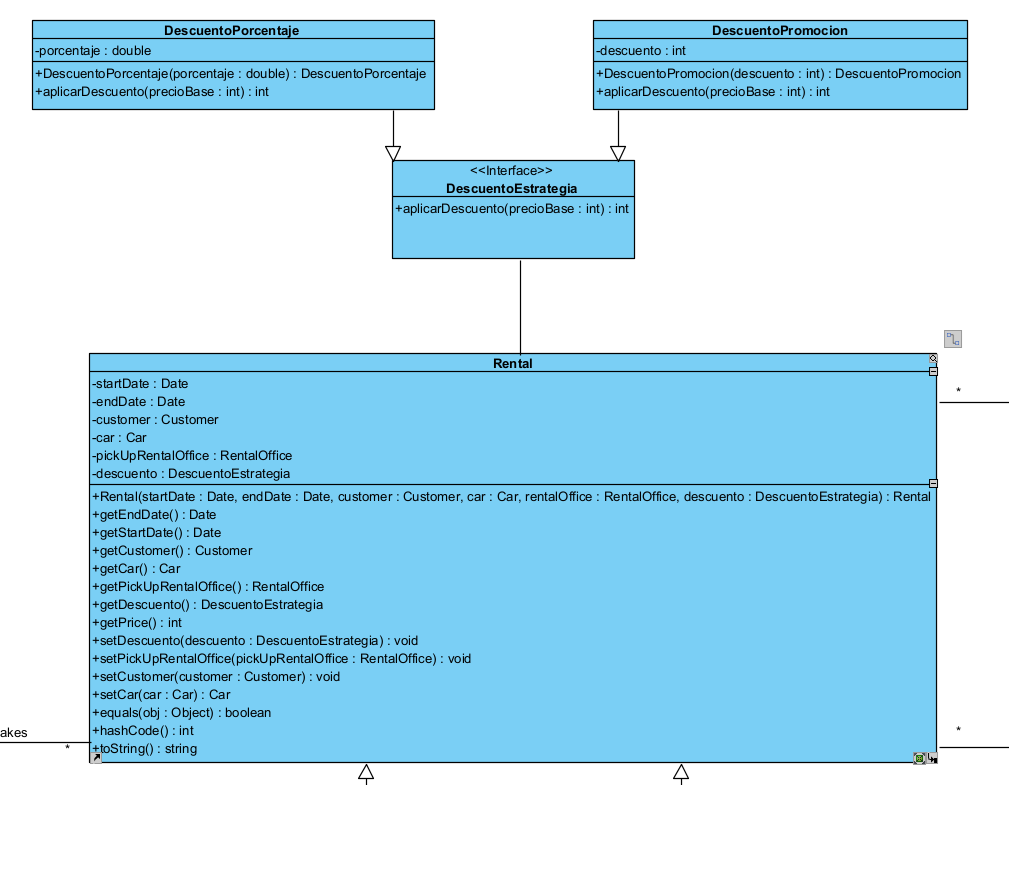 DescuentoPorcentaje
-porcentaje : double
+DescuentoPorcentaje(porcentaje : double) : DescuentoPorcentaje
+aplicarDescuento(precioBase : int) : int
DescuentoPromocion
-descuento : int
+DescuentoPromocion(descuento : int) : DescuentoPromocion
+aplicarDescuento(precioBase : int) : int
<<Interface>>
DescuentoEstrategia
+aplicarDescuento(precioBase : int) : int
Rental
-startDate : Date
-endDate : Date
-customer : Customer
-car : Car
-pickUpRentalOffice : RentalOffice
-descuento : DescuentoEstrategia
+Rental(startDate : Date, endDate : Date, customer : Customer, car : Car, rentalOffice : RentalOffice, descuento : DescuentoEstrategia) : Rental
+getEndDate() : Date
+getStartDate() : Date
+getCustomer() : Customer
+getCar() : Car
+getPickUpRentalOffice() : RentalOffice
+getDescuento() : DescuentoEstrategia
+getPrice() : int
+setDescuento(descuento : DescuentoEstrategia) : void
+setPickUpRentalOffice(pickUpRentalOffice : RentalOffice) : void
+setCustomer(customer : Customer) : void
+setCar(car : Car) : Car
+equals(obj : Object) : boolean
+hashCode() : int
+toString() : string
*
*
akes
*